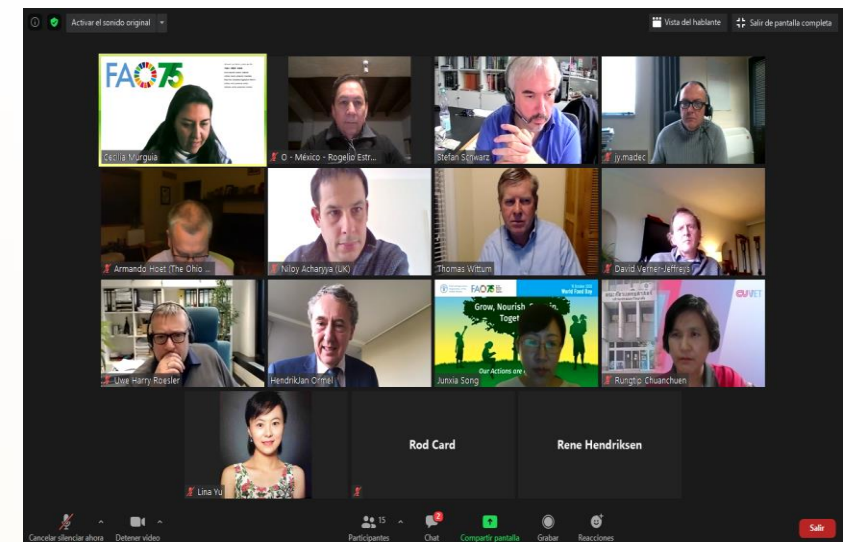 Activar el sonido original
Vista del hablante
Salir de pantalla completa
FAO75
Cecilia Murguia
O - México - Rogelio Estr...
Stefan Schwarz
jy.madec
Armando Hoet (The Ohio ...
Niloy Acharyya (UK)
Thomas Wittum
David Verner-Jeffreys
Uwe Harry Roesler
HendrikJan Ormel
FAO75
World Food Day
Grow, Nourish
Toget
Our Actions are
Junxia Song
CUVET
Rungtip Chuanchuen
Lina Yu
Rod Card
Rene Hendriksen
Cancelar silenciar ahora
Detener video
15
Participantes
2
Chat
Compartir pantalla
Grabar
Reacciones
Salir